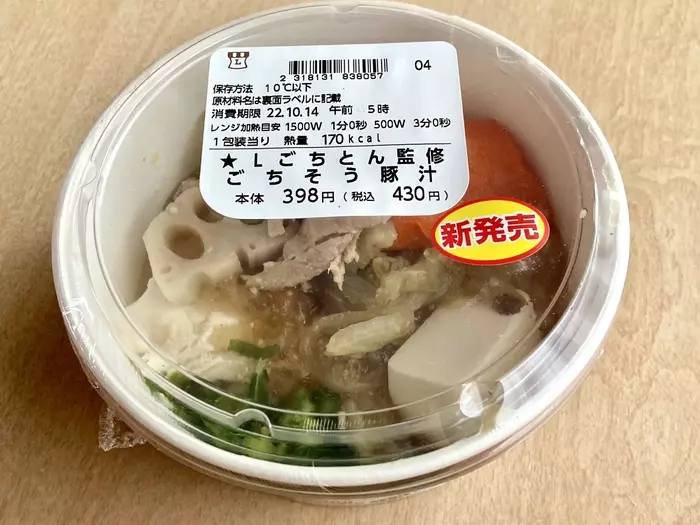 L
2 318131 838057
04
保存方法 10℃以下
原材料名は裏面ラベルに記載
消費期限 22.10.14 午前 5時
レンジ加熱目安 1500W 1分0秒 500W 3分0秒
1包装当り 熱量 170kcal
★Lごちとん監修
ごちそう豚汁
本体 398円(税込 430円)
新発売